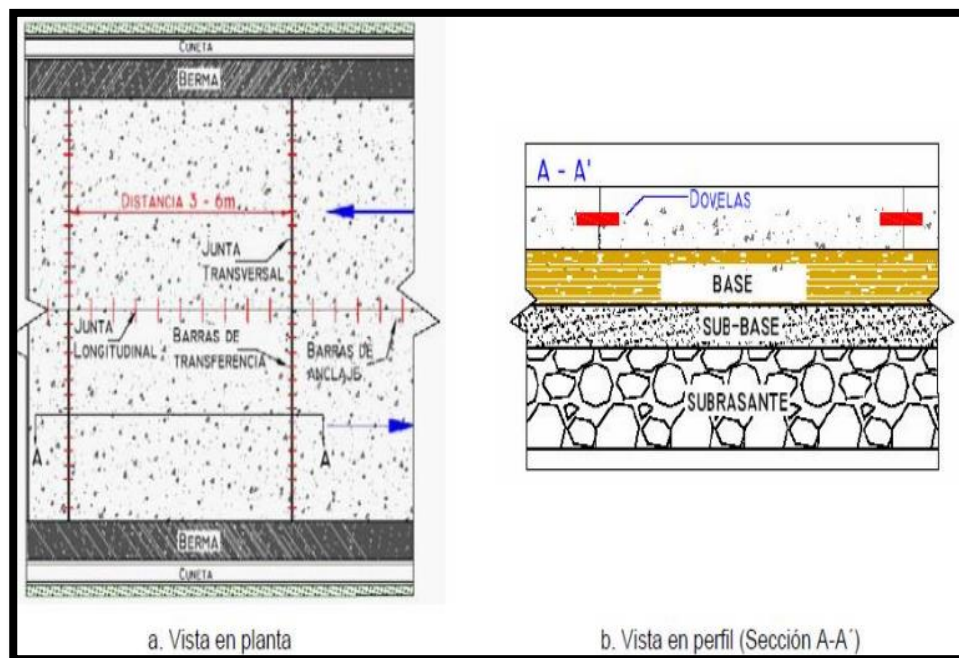 CUNETA
BERMA
DISTANCIA 3 - 6m
JUNTA
TRANSVERSAL
JUNTA
LONGITUDINAL
BARRAS DE
TRANSFERENCIA
BARRAS DE
ANCLAJE
A
A
BERMA
CUNETA
a. Vista en planta
A - A'
DOVELAS
BASE
SUB-BASE
SUBRASANTE
b. Vista en perfil (Sección A-A´)